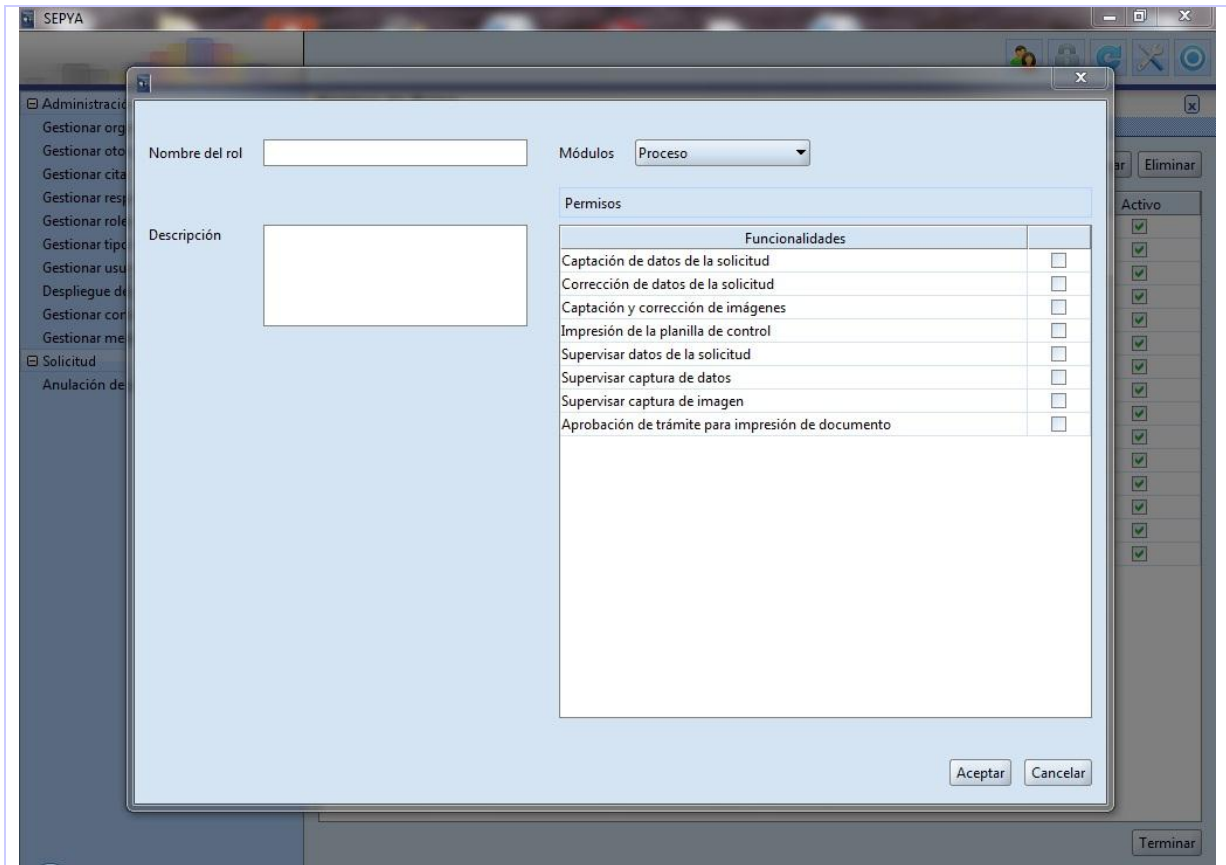 SEPYA
Administracio
Gestionar org
Gestionar oto
Gestionar cita
Gestionar resp
Gestionar role
Gestionar tipo
Gestionar usu
Despliegue de
Gestionar con
Gestionar me
Solicitud
Anulación de
Nombre del rol
Descripción
Módulos Proceso
Permisos
Funcionalidades
Captación de datos de la solicitud
Corrección de datos de la solicitud
Captación y corrección de imágenes
Impresión de la planilla de control
Supervisar datos de la solicitud
Supervisar captura de datos
Supervisar captura de imagen
Aprobación de trámite para impresión de documento
Aceptar Cancelar
ar Eliminar
Activo
Terminar